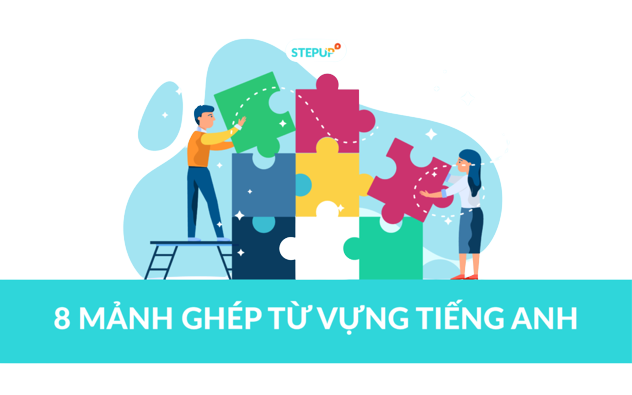 STEPUP
8 MẢNH GHÉP TỪ VỰNG TIẾNG ANH